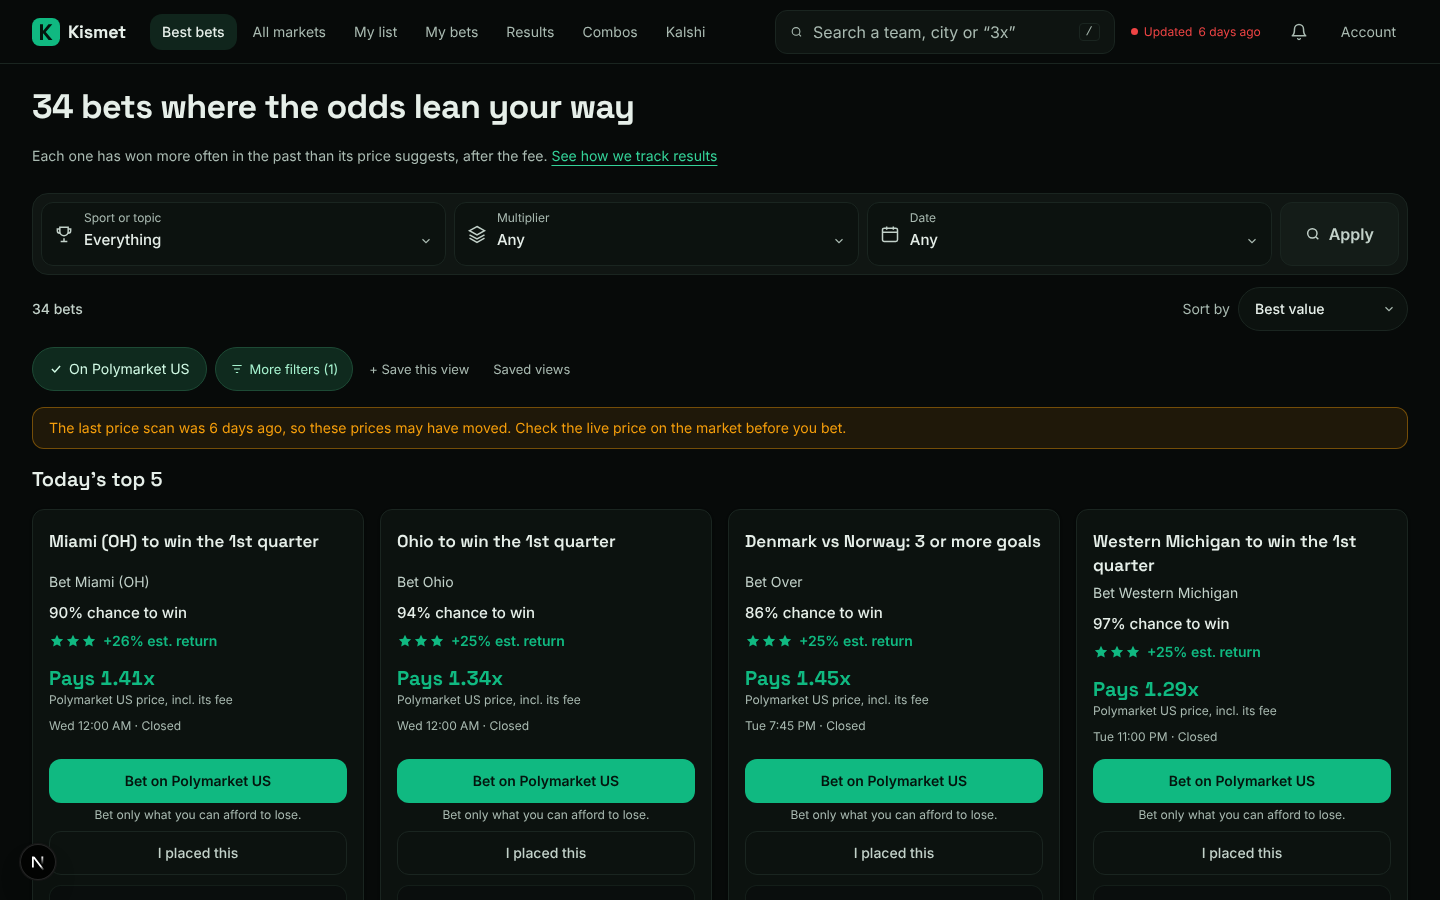 K Kismet
Best bets
All markets
My list
My bets
Results
Combos
Kalshi
Search a team, city or “3x”
/
Updated 6 days ago
Account
34 bets where the odds lean your way
Each one has won more often in the past than its price suggests, after the fee. See how we track results
Sport or topic
Everything
Multiplier
Any
Date
Any
Apply
34 bets
Sort by
Best value
On Polymarket US
More filters (1)
+ Save this view
Saved views
The last price scan was 6 days ago, so these prices may have moved. Check the live price on the market before you bet.
Today’s top 5
Miami (OH) to win the 1st quarter
Bet Miami (OH)
90% chance to win
★★★ +26% est. return
Pays 1.41x
Polymarket US price, incl. its fee
Wed 12:00 AM · Closed
Bet on Polymarket US
Bet only what you can afford to lose.
I placed this
Ohio to win the 1st quarter
Bet Ohio
94% chance to win
★★★ +25% est. return
Pays 1.34x
Polymarket US price, incl. its fee
Wed 12:00 AM · Closed
Bet on Polymarket US
Bet only what you can afford to lose.
I placed this
Denmark vs Norway: 3 or more goals
Bet Over
86% chance to win
★★★ +25% est. return
Pays 1.45x
Polymarket US price, incl. its fee
Tue 7:45 PM · Closed
Bet on Polymarket US
Bet only what you can afford to lose.
I placed this
Western Michigan to win the 1st
quarter
Bet Western Michigan
97% chance to win
★★★ +25% est. return
Pays 1.29x
Polymarket US price, incl. its fee
Tue 11:00 PM · Closed
Bet on Polymarket US
Bet only what you can afford to lose.
I placed this
N